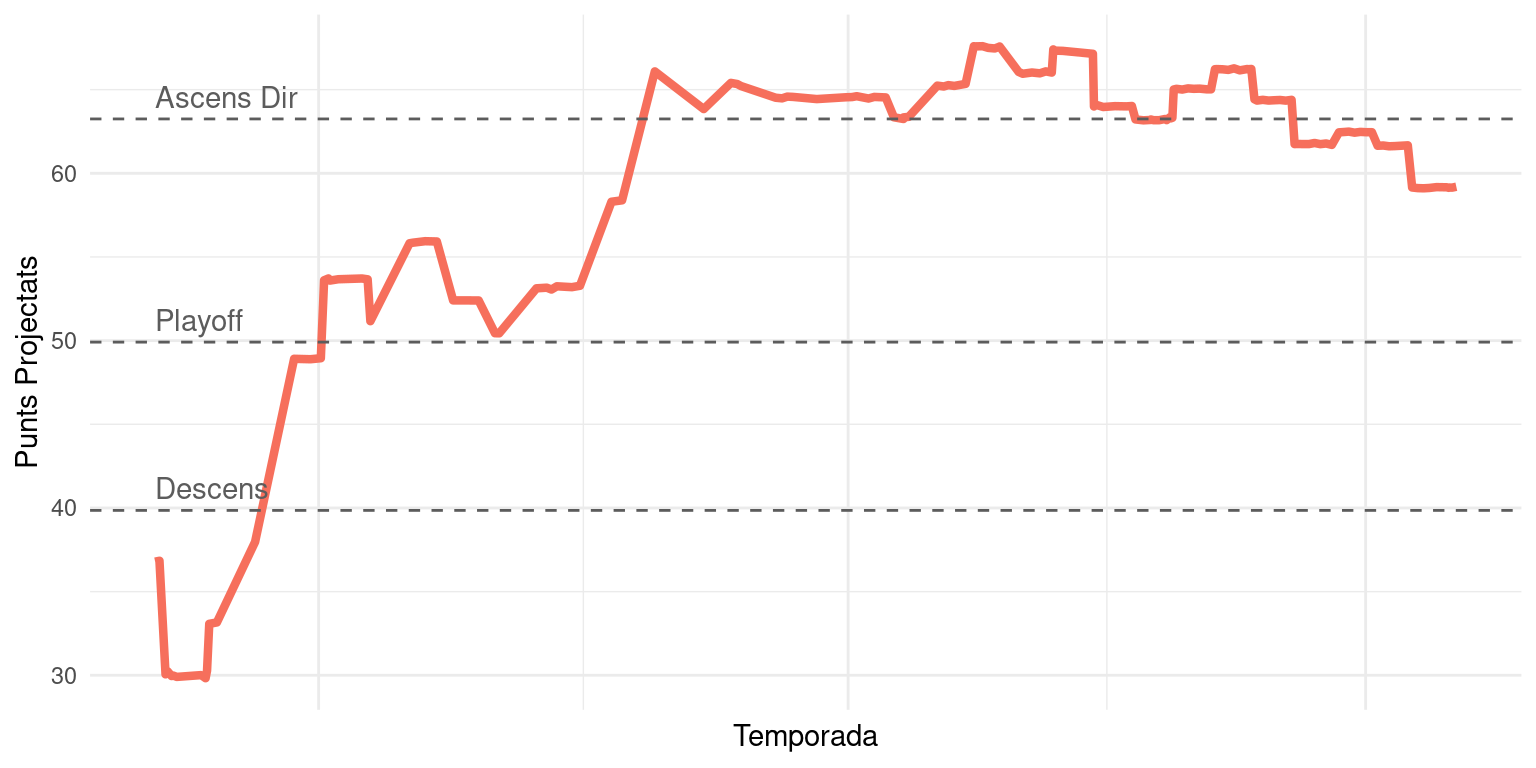 Ascens Dir
60
Playoff
50
Descens
40
30
Punts Projectats
Temporada